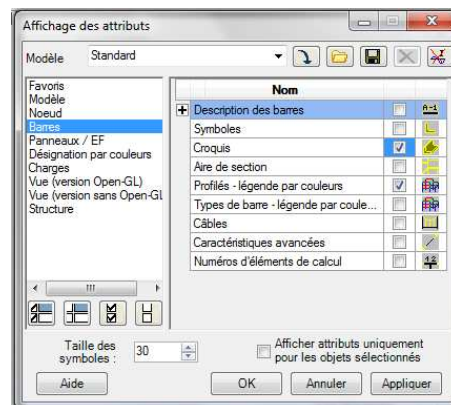 Affichage des attributs
Modèle Standard
Favoris
Modèle
Noeud
Barres
Panneaux / EF
Désignation par couleurs
Charges
Vue (version Open-GL)
Vue (version sans Open-GL
Structure
Nom
Description des barres
Symboles
Croquis
Aire de section
Profilés - légende par couleurs
Types de barre - légende par coule...
Câbles
Caractéristiques avancées
Numéros d'éléments de calcul
Taille des
symboles : 30
Afficher attributs uniquement
pour les objets sélectionnés
Aide OK Annuler Appliquer